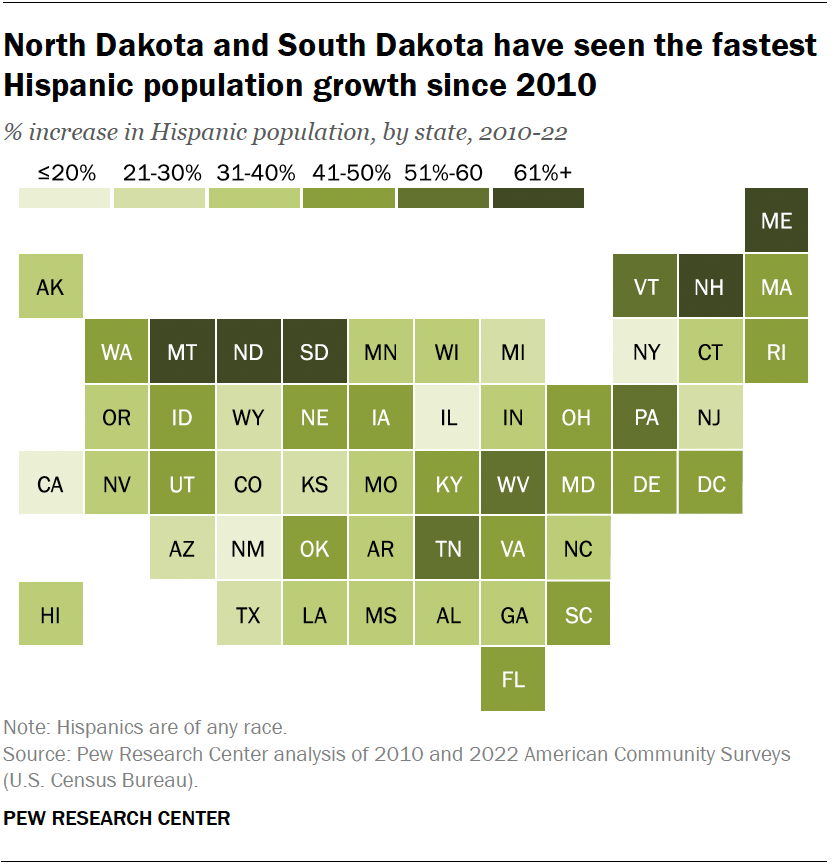 North Dakota and South Dakota have seen the fastest
Hispanic population growth since 2010
% increase in Hispanic population, by state, 2010-22
≤20% 21-30% 31-40% 41-50% 51%-60 61%+
ME
AK VT NH MA
WA MT ND SD MN WI MI NY CT RI
OR ID WY NE IA IL IN OH PA NJ
CA NV UT CO KS MO KY WV MD DE DC
AZ NM OK AR TN VA NC
HI TX LA MS AL GA SC
FL
Note: Hispanics are of any race.
Source: Pew Research Center analysis of 2010 and 2022 American Community Surveys
(U.S. Census Bureau).
PEW RESEARCH CENTER